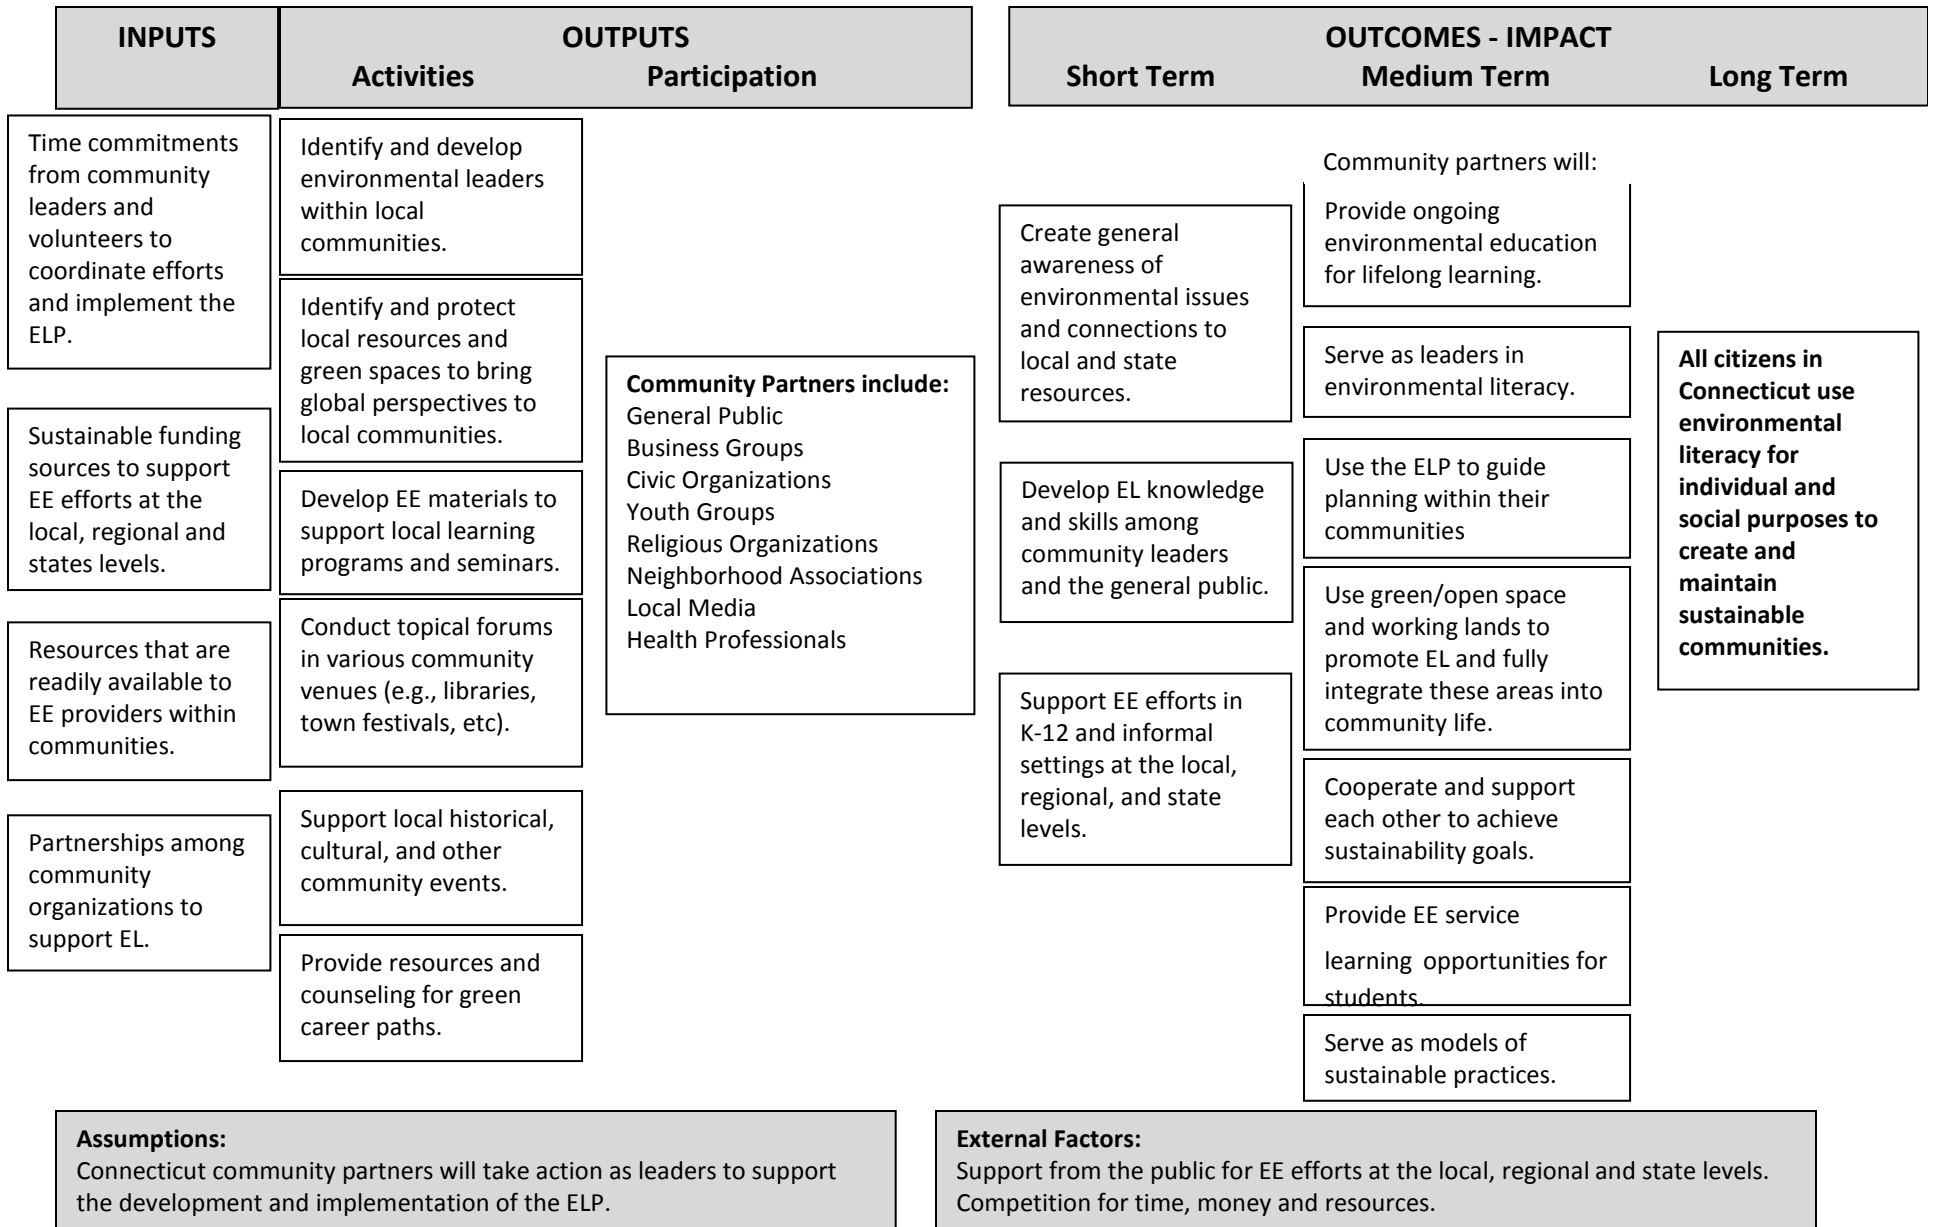 INPUTS
OUTPUTS
Activities Participation
OUTCOMES - IMPACT
Short Term Medium Term Long Term
Time commitments
from community
leaders and
volunteers to
coordinate efforts
and implement the
ELP.
Sustainable funding
sources to support
EE efforts at the
local, regional and
states levels.
Resources that are
readily available to
EE providers within
communities.
Partnerships among
community
organizations to
support EL.
Identify and develop
environmental leaders
within local
communities.
Identify and protect
local resources and
green spaces to bring
global perspectives to
local communities.
Develop EE materials to
support local learning
programs and seminars.
Conduct topical forums
in various community
venues (e.g., libraries,
town festivals, etc).
Support local historical,
cultural, and other
community events.
Provide resources and
counseling for green
career paths.
Community Partners include:
General Public
Business Groups
Civic Organizations
Youth Groups
Religious Organizations
Neighborhood Associations
Local Media
Health Professionals
Create general
awareness of
environmental issues
and connections to
local and state
resources.
Develop EL knowledge
and skills among
community leaders
and the general public.
Support EE efforts in
K-12 and informal
settings at the local,
regional, and state
levels.
Community partners will:
Provide ongoing
environmental education
for lifelong learning.
Serve as leaders in
environmental literacy.
Use the ELP to guide
planning within their
communities
Use green/open space
and working lands to
promote EL and fully
integrate these areas into
community life.
Cooperate and support
each other to achieve
sustainability goals.
Provide EE service
learning opportunities for
students.
Serve as models of
sustainable practices.
All citizens in
Connecticut use
environmental
literacy for
individual and
social purposes to
create and
maintain
sustainable
communities.
Assumptions:
Connecticut community partners will take action as leaders to support
the development and implementation of the ELP.
External Factors:
Support from the public for EE efforts at the local, regional and state levels.
Competition for time, money and resources.